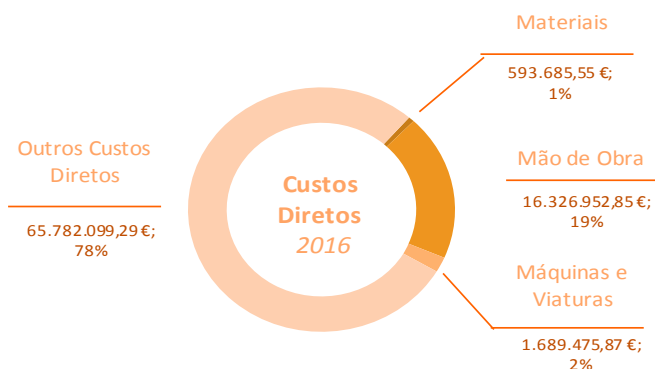 Materiais
593.685,55 €;
1%
Outros Custos
Diretos
65.782.099,29 €;
78%
Custos
Diretos
2016
Mão de Obra
16.326.952,85 €;
19%
Máquinas e
Viaturas
1.689.475,87 €;
2%